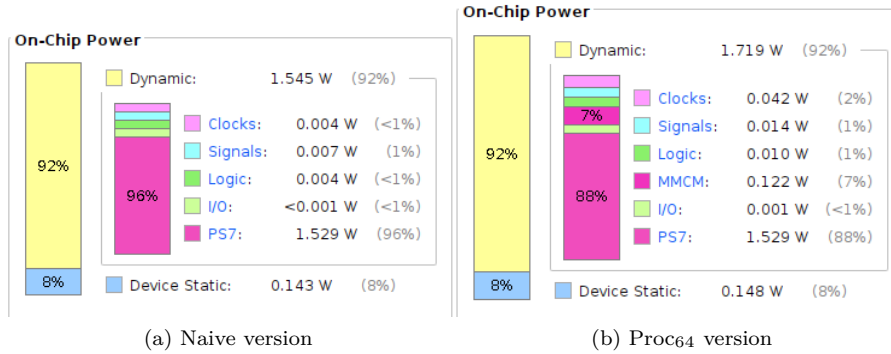 On-Chip Power
Dynamic: 1.545 W (92%)
Clocks: 0.004 W (<1%)
Signals: 0.007 W (1%)
Logic: 0.004 W (<1%)
I/O: <0.001 W (<1%)
PS7: 1.529 W (96%)
92%
96%
8%
Device Static: 0.143 W (8%)
(a) Naive version
On-Chip Power
Dynamic: 1.719 W (92%)
Clocks: 0.042 W (2%)
Signals: 0.014 W (1%)
Logic: 0.010 W (1%)
MMCM: 0.122 W (7%)
I/O: 0.001 W (<1%)
PS7: 1.529 W (88%)
7%
92%
88%
8%
Device Static: 0.148 W (8%)
(b) Proc64 version